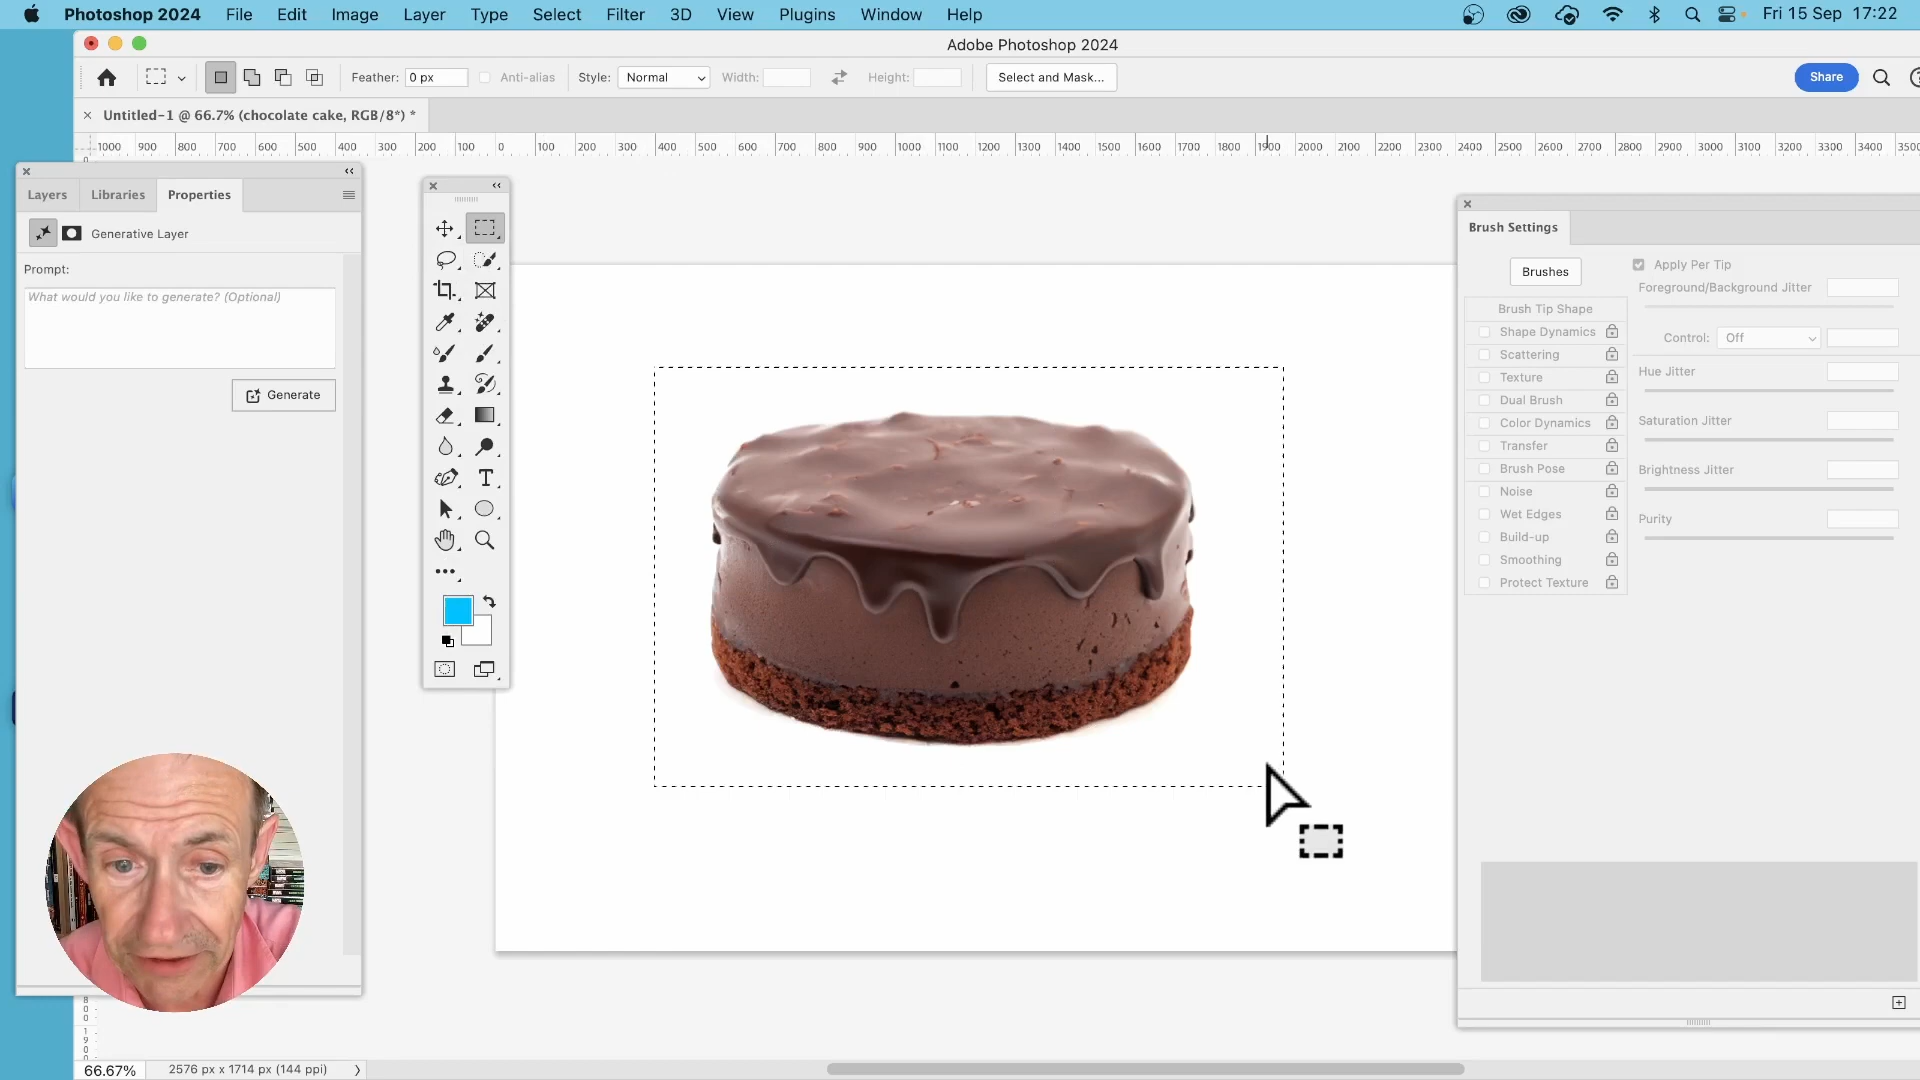 Photoshop 2024 File Edit Image Layer Type Select Filter 3D View Plugins Window Help Fri 15 Sep 17:22
Adobe Photoshop 2024
Feather: 0 px Anti-alias Style: Normal Width: Height: Select and Mask... Share
× Untitled-1 @ 66.7% (chocolate cake, RGB/8*) *
1000 900 800 700 600 500 400 300 200 100 0 100 200 300 400 500 600 700 800 900 1000 1100 1200 1300 1400 1500 1600 1700 1800 1900 2000 2100 2200 2300 2400 2500 2600 2700 2800 2900 3000 3100 3200 3300 3400 3500
Layers Libraries Properties
Generative Layer
Prompt:
What would you like to generate? (Optional)
Generate
Brush Settings
Brushes
Apply Per Tip
Foreground/Background Jitter
Brush Tip Shape
Shape Dynamics
Control: Off
Scattering
Hue Jitter
Texture
Dual Brush
Color Dynamics
Saturation Jitter
Transfer
Brush Pose
Brightness Jitter
Noise
Wet Edges
Purity
Build-up
Smoothing
Protect Texture
66.67% 2576 px x 1714 px (144 ppi)